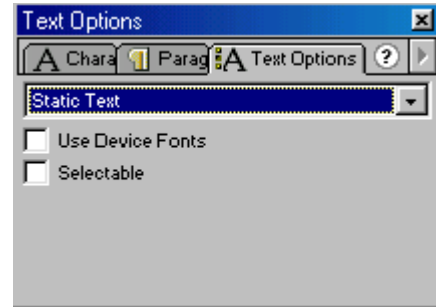 Text Options
A Chara ¶ Parag A Text Options ?
Static Text
Use Device Fonts
Selectable